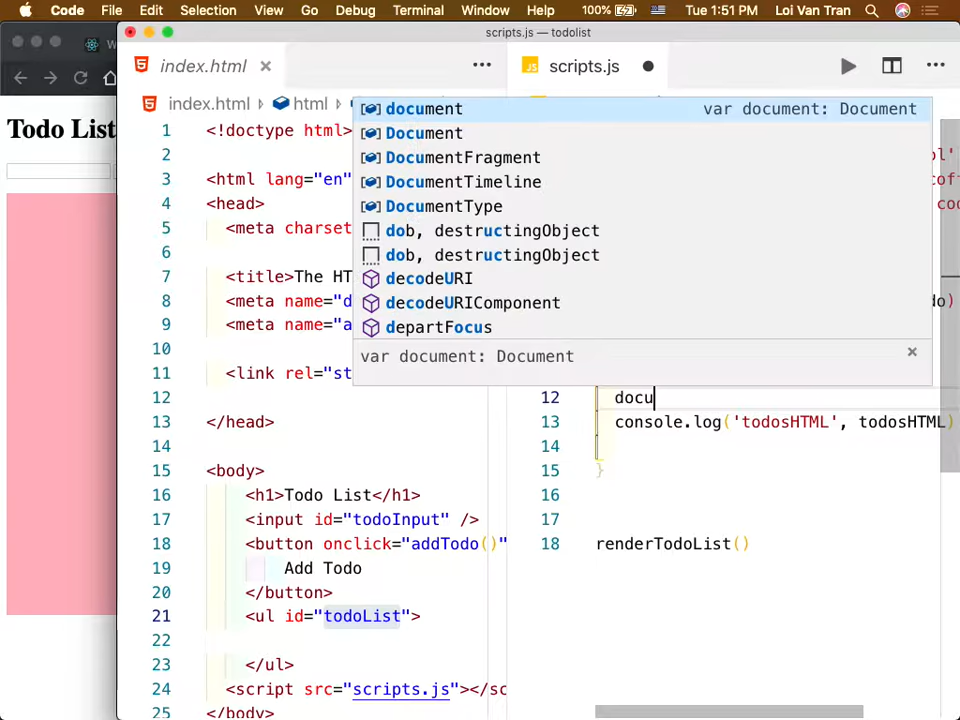 Code File Edit Selection View Go Debug Terminal Window Help 100% Tue 1:51 PM Loi Van Tran
scripts.js — todolist
index.html
scripts.js
index.html › html ›
Todo List
document var document: Document
Document
DocumentFragment
DocumentTimeline
DocumentType
dob, destructingObject
dob, destructingObject
decodeURI
decodeURIComponent
departFocus
var document: Document
1 <!doctype html>
2
3 <html lang="en"
4 <head>
5 <meta charset
6
7 <title>The HT
8 <meta name="d
9 <meta name="a
10
11 <link rel="st
12
13 </head>
14
15 <body>
16 <h1>Todo List</h1>
17 <input id="todoInput" />
18 <button onclick="addTodo()"
19 Add Todo
20 </button>
21 <ul id="todoList">
22
23 </ul>
24 <script src="scripts.js"></sc
25 </body>
ol'
cof
co
do)
12 docu
13 console.log('todosHTML', todosHTML)
14
15 }
16
17
18 renderTodoList()